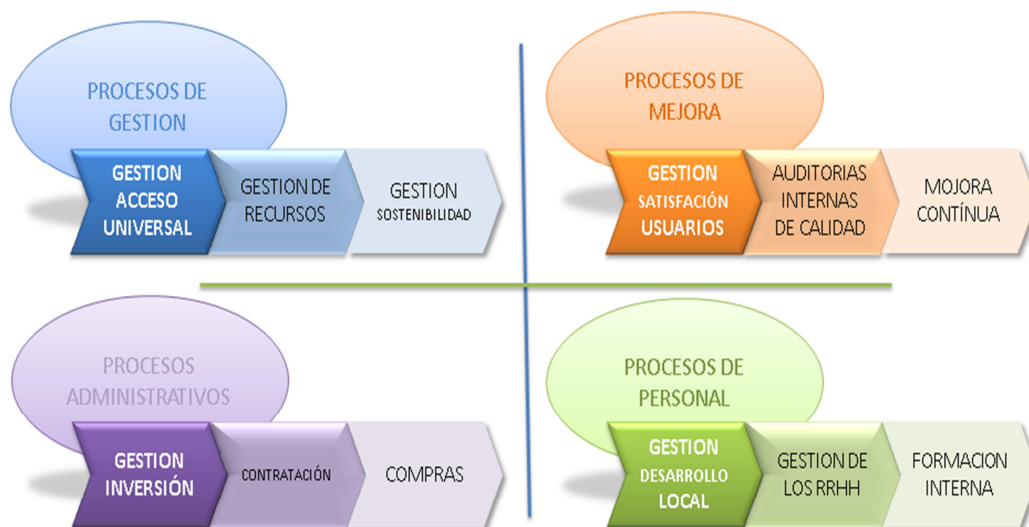 PROCESOS DE
GESTION
GESTION
ACCESO
UNIVERSAL
GESTION DE
RECURSOS
GESTION
SOSTENIBILIDAD
PROCESOS DE
MEJORA
GESTION
SATISFACCIÓN
USUARIOS
AUDITORIAS
INTERNAS
DE CALIDAD
MOJORA
CONTÍNUA
PROCESOS
ADMINISTRATIVOS
GESTION
INVERSIÓN
CONTRATACIÓN
COMPRAS
PROCESOS DE
PERSONAL
GESTION
DESARROLLO
LOCAL
GESTION DE
LOS RRHH
FORMACION
INTERNA